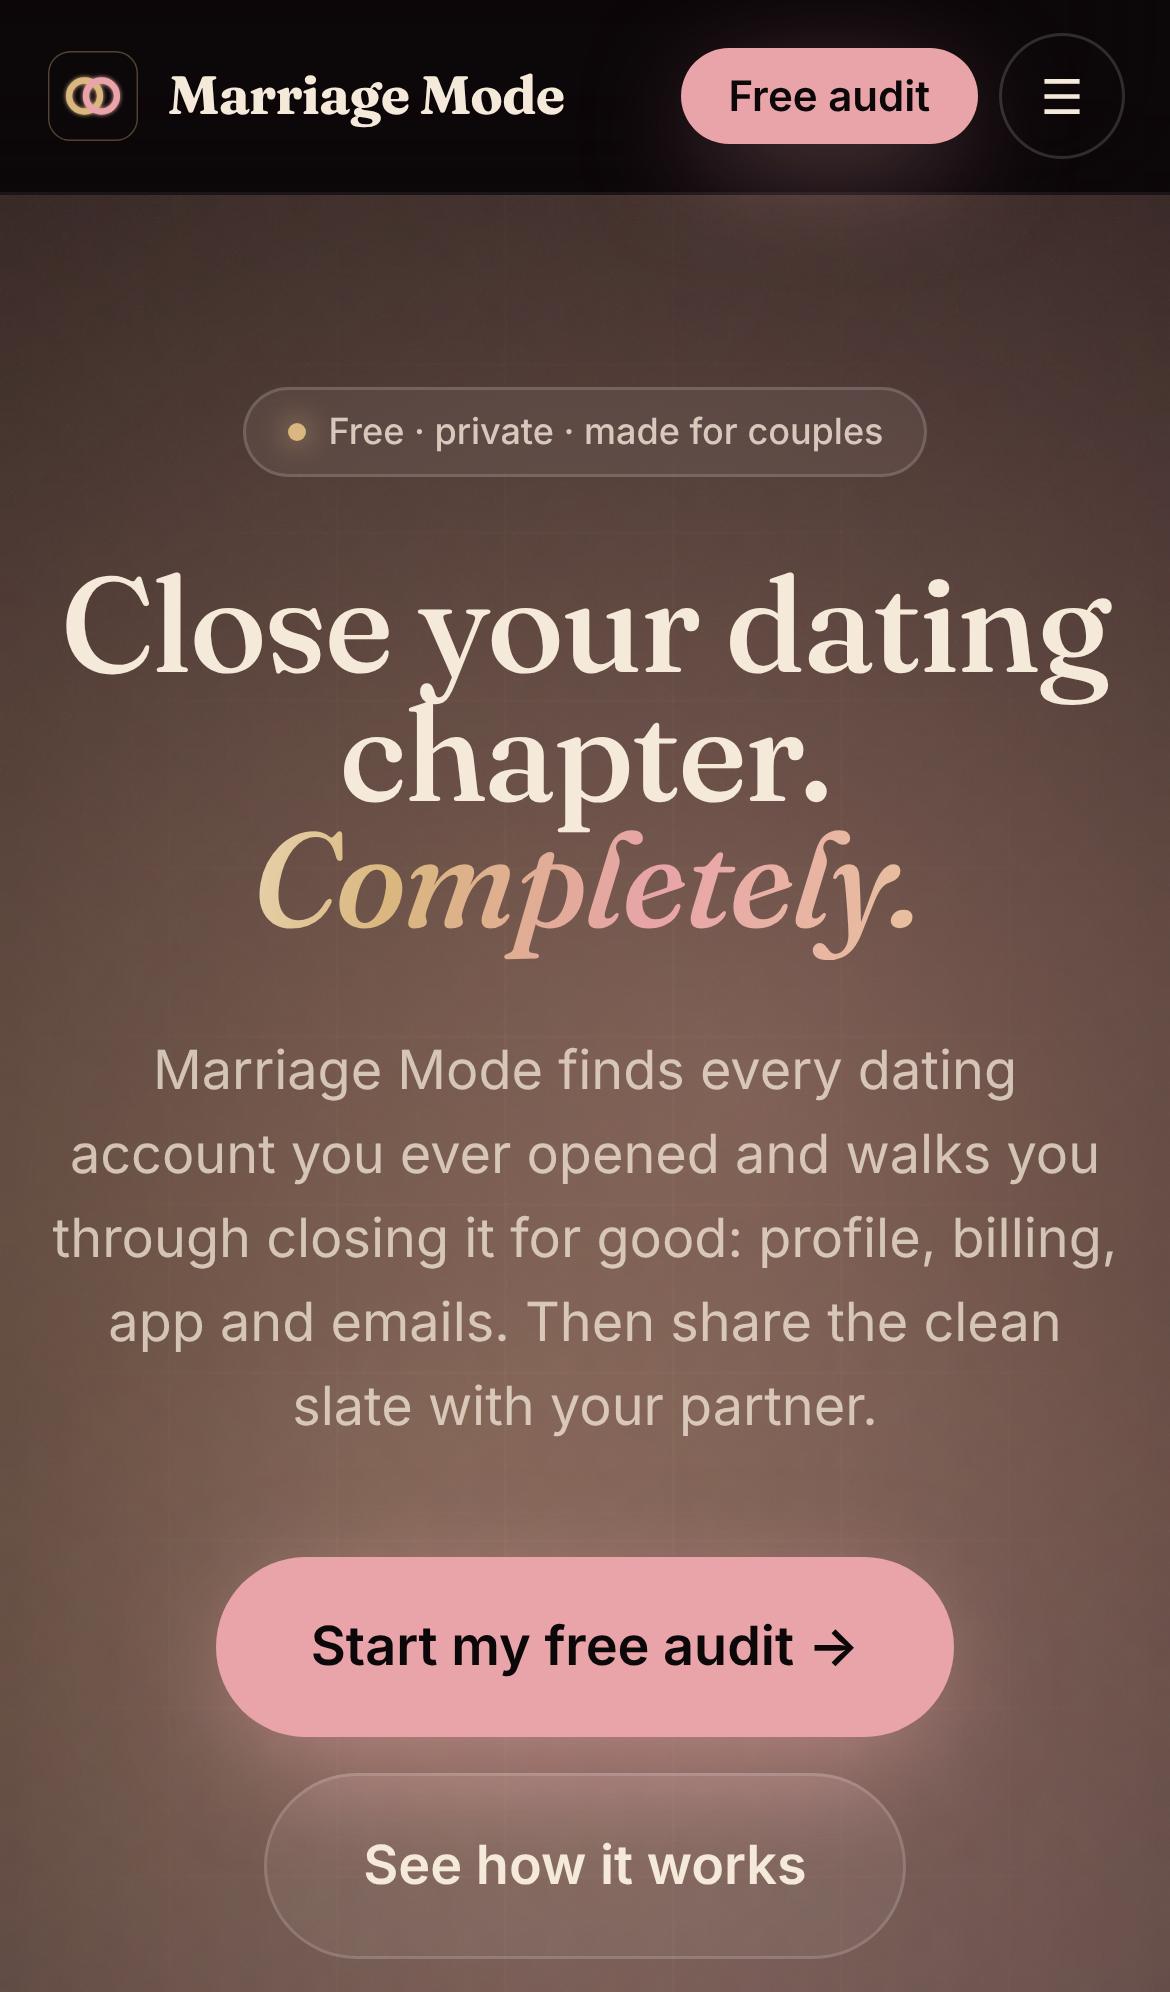 Marriage Mode
Free audit
Free · private · made for couples
Close your dating
chapter.
Completely.
Marriage Mode finds every dating
account you ever opened and walks you
through closing it for good: profile, billing,
app and emails. Then share the clean
slate with your partner.
Start my free audit →
See how it works